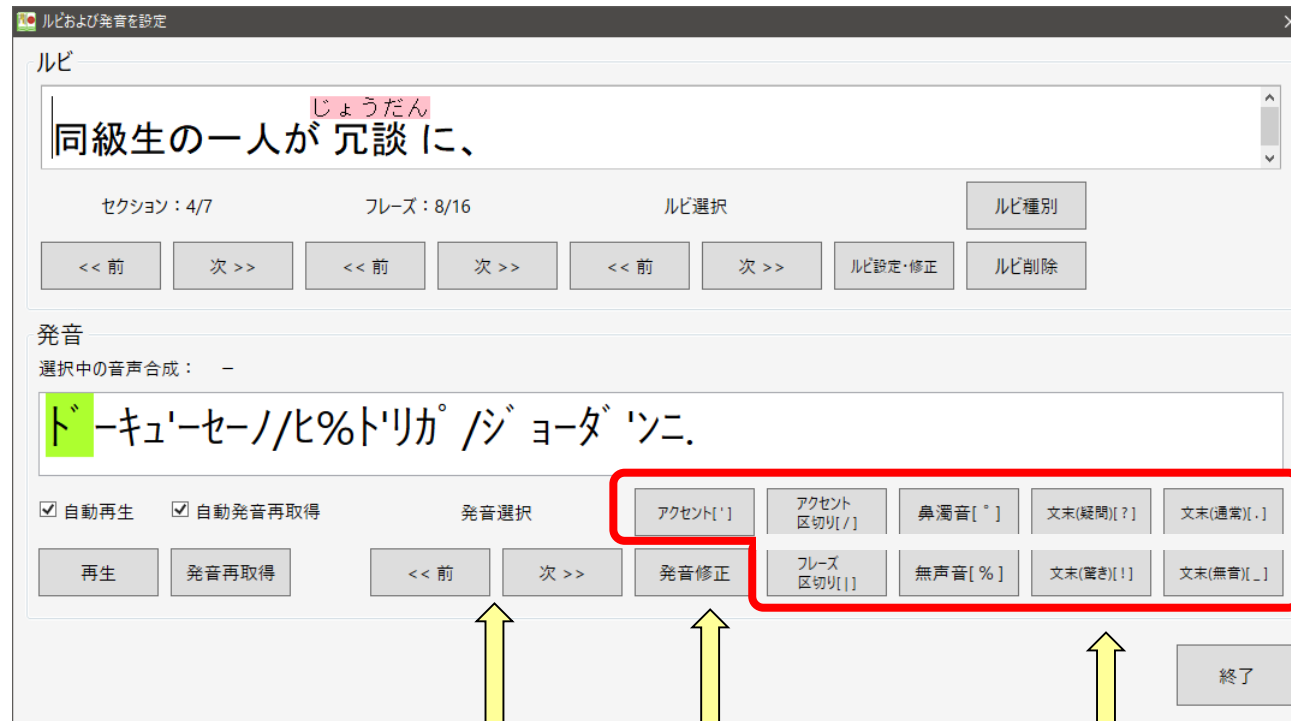 ルビおよび発音を設定
ルビ
じょうだん
同級生の一人が 冗談 に、
セクション：4/7 フレーズ：8/16 ルビ選択 ルビ種別
<< 前 次 >> << 前 次 >> << 前 次 >> ルビ設定・修正 ルビ削除
発音
選択中の音声合成： －
ﾄﾞｰｷｭ'ｰｾｰﾉ/ﾋ%ﾄ'ﾘｶﾟ/ｼﾞｮｰﾀﾞ'ﾝﾆ.
自動再生 自動発音再取得 発音選択 アクセント['] アクセント区切り[/] 鼻濁音[ﾟ] 文末(疑問)[?] 文末(通常)[.]
再生 発音再取得 << 前 次 >> 発音修正 フレーズ区切り[|] 無声音[%] 文末(驚き)[!] 文末(無音)[_]
終了